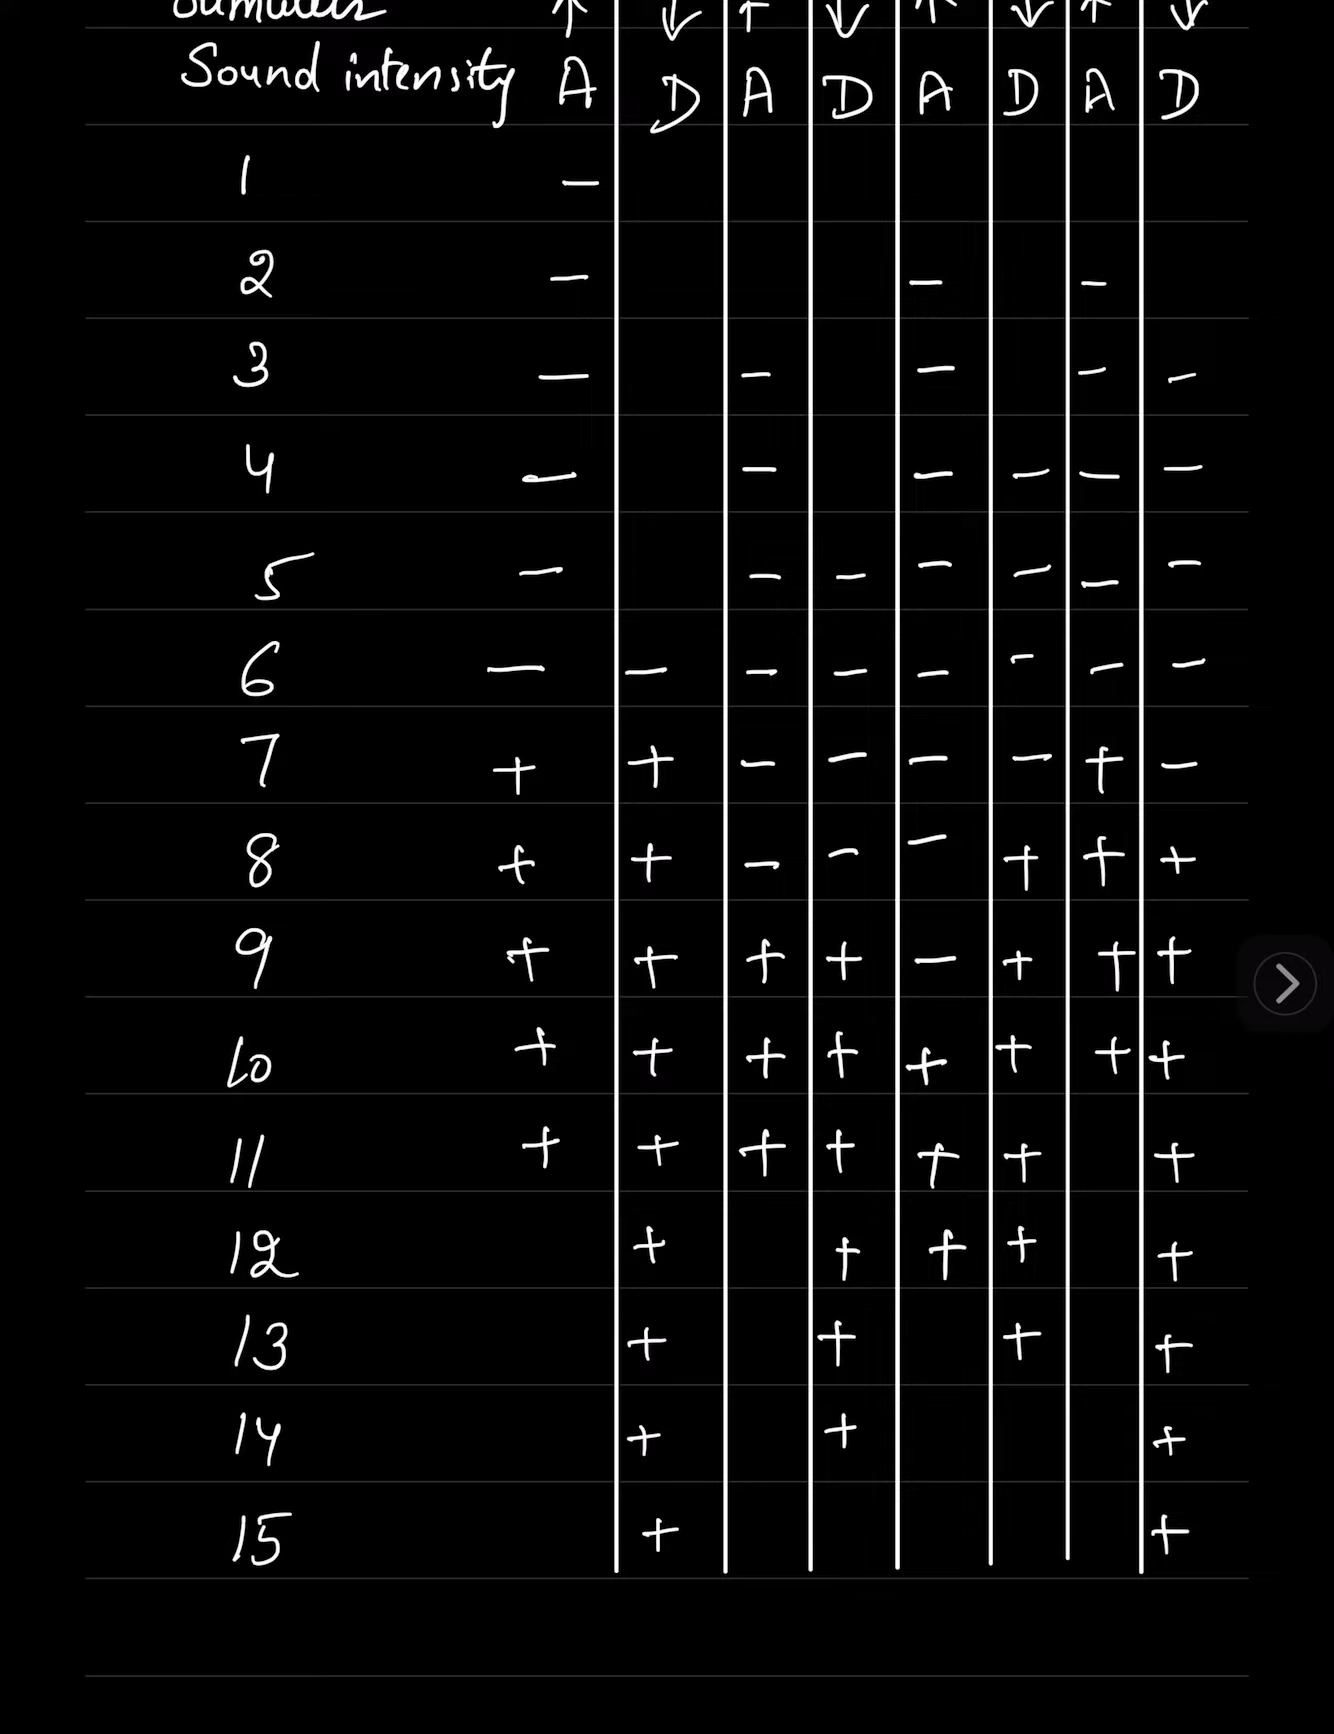 Sound intensity A D A D A D A D
↑ ↓ ↑ ↓ ↑ ↓ ↑ ↓
1 −
2 − − −
3 − − − − −
4 − − − − − −
5 − − − − − − −
6 − − − − − − − −
7 + + − − − − + −
8 + + − − − + + +
9 + + + + − + + +
10 + + + + + + + +
11 + + + + + + +
12 + + + + +
13 + + + +
14 + + +
15 + +